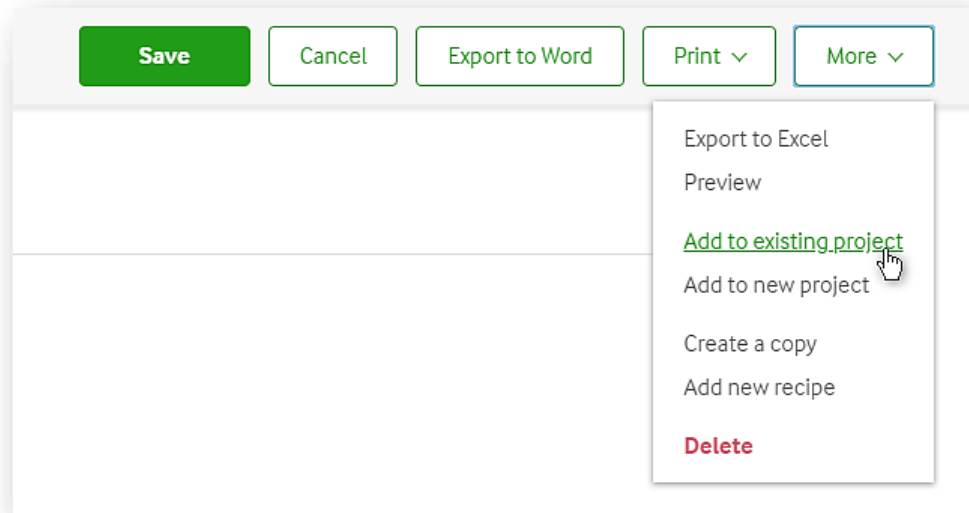 Save
Cancel
Export to Word
Print
More
Export to Excel
Preview
Add to existing project
Add to new project
Create a copy
Add new recipe
Delete